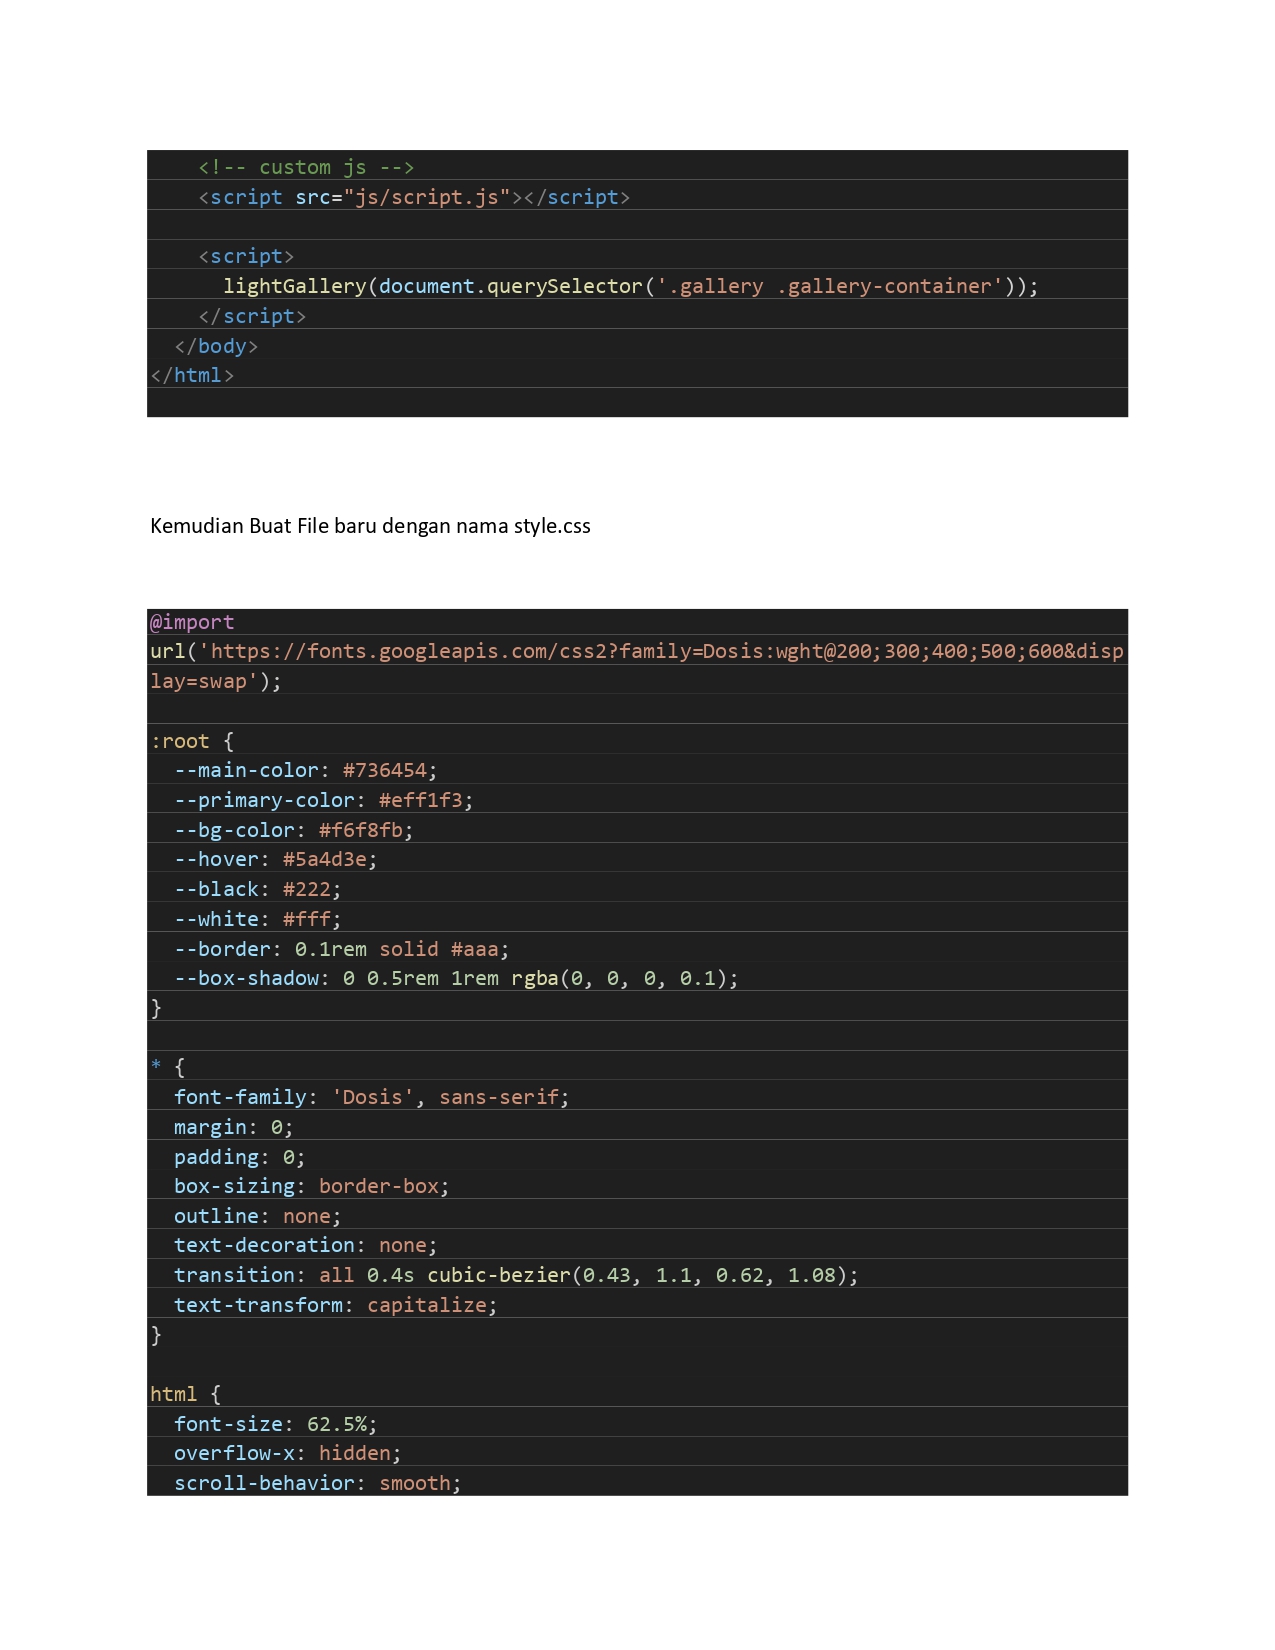 <!-- custom js -->
    <script src="js/script.js"></script>

    <script>
      lightGallery(document.querySelector('.gallery .gallery-container'));
    </script>
  </body>
</html>

Kemudian Buat File baru dengan nama style.css

@import
url('https://fonts.googleapis.com/css2?family=Dosis:wght@200;300;400;500;600&disp
lay=swap');

:root {
  --main-color: #736454;
  --primary-color: #eff1f3;
  --bg-color: #f6f8fb;
  --hover: #5a4d3e;
  --black: #222;
  --white: #fff;
  --border: 0.1rem solid #aaa;
  --box-shadow: 0 0.5rem 1rem rgba(0, 0, 0, 0.1);
}

* {
  font-family: 'Dosis', sans-serif;
  margin: 0;
  padding: 0;
  box-sizing: border-box;
  outline: none;
  text-decoration: none;
  transition: all 0.4s cubic-bezier(0.43, 1.1, 0.62, 1.08);
  text-transform: capitalize;
}

html {
  font-size: 62.5%;
  overflow-x: hidden;
  scroll-behavior: smooth;